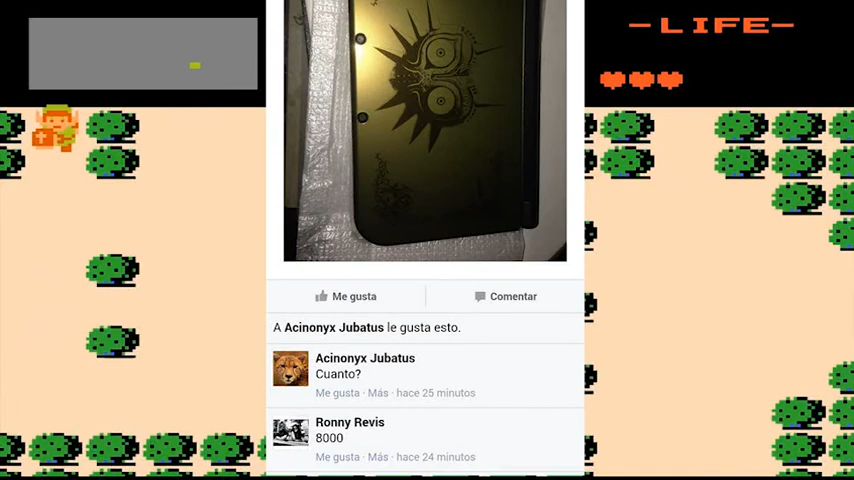 -LIFE-
Me gusta
Comentar
A Acinonyx Jubatus le gusta esto.
Acinonyx Jubatus
Cuanto?
Me gusta · Más · hace 25 minutos
Ronny Revis
8000
Me gusta · Más · hace 24 minutos